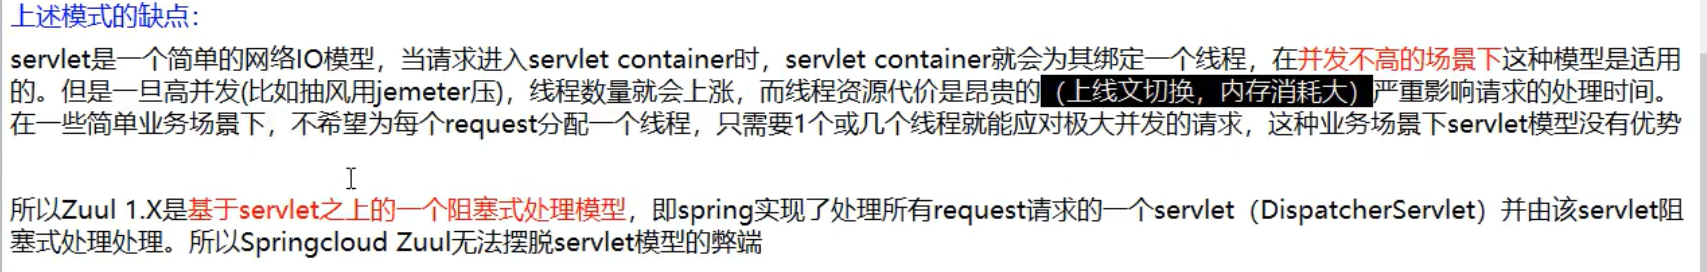 上述模式的缺点：
servlet是一个简单的网络IO模型，当请求进入servlet container时，servlet container就会为其绑定一个线程，在并发不高的场景下这种模型是适用
的。但是一旦高并发(比如抽风用jemeter压)，线程数量就会上涨，而线程资源代价是昂贵的（上线文切换，内存消耗大）严重影响请求的处理时间。
在一些简单业务场景下，不希望为每个request分配一个线程，只需要1个或几个线程就能应对极大并发的请求，这种业务场景下servlet模型没有优势
所以Zuul 1.X是基于servlet之上的一个阻塞式处理模型，即spring实现了处理所有request请求的一个servlet（DispatcherServlet）并由该servlet阻
塞式处理处理。所以Springcloud Zuul无法摆脱servlet模型的弊端